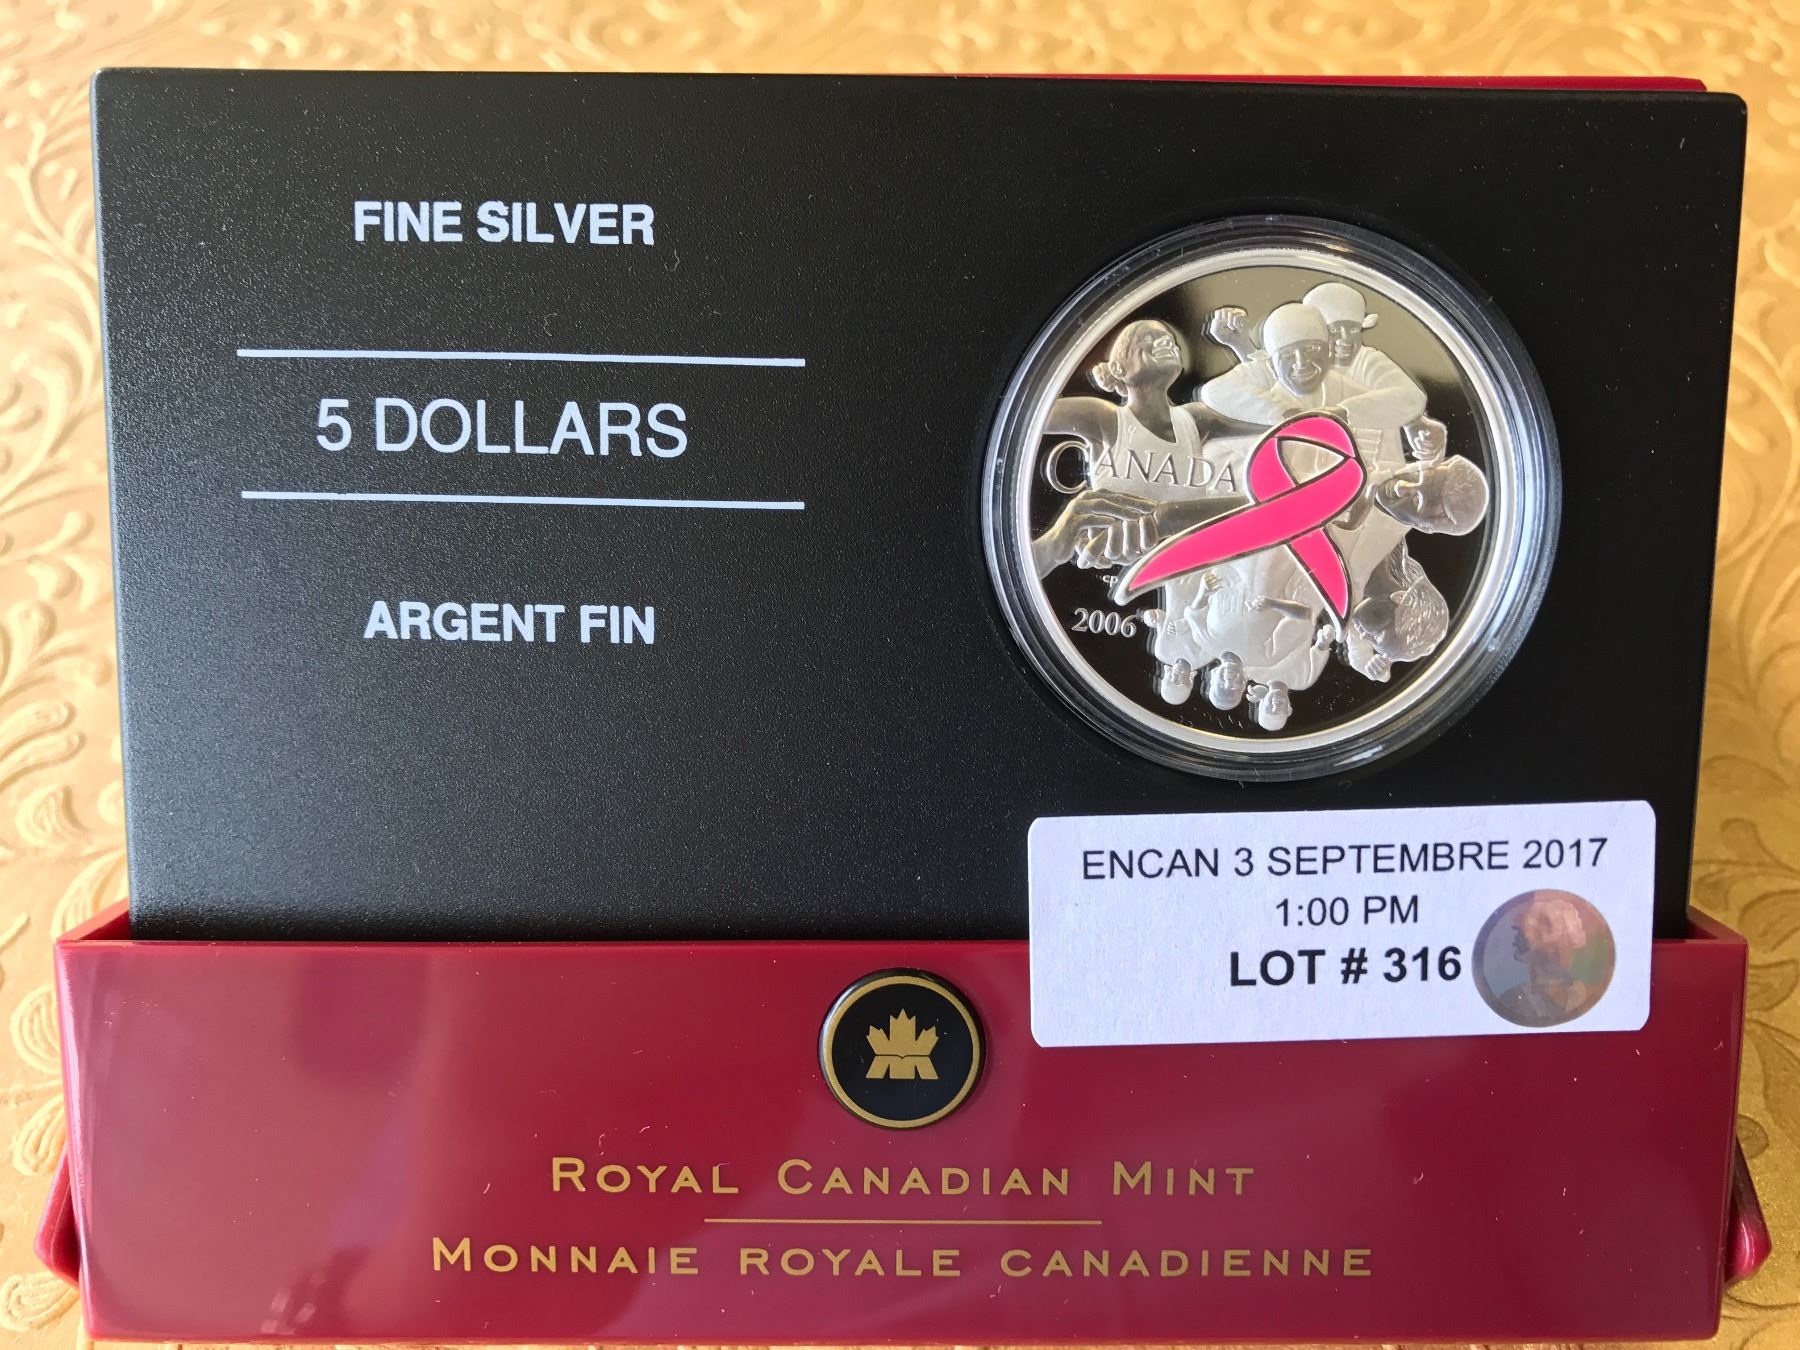 FINE SILVER
5 DOLLARS
ARGENT FIN
CANADA
CP
2006
ENCAN 3 SEPTEMBRE 2017
1:00 PM
LOT # 316
ROYAL CANADIAN MINT
MONNAIE ROYALE CANADIENNE